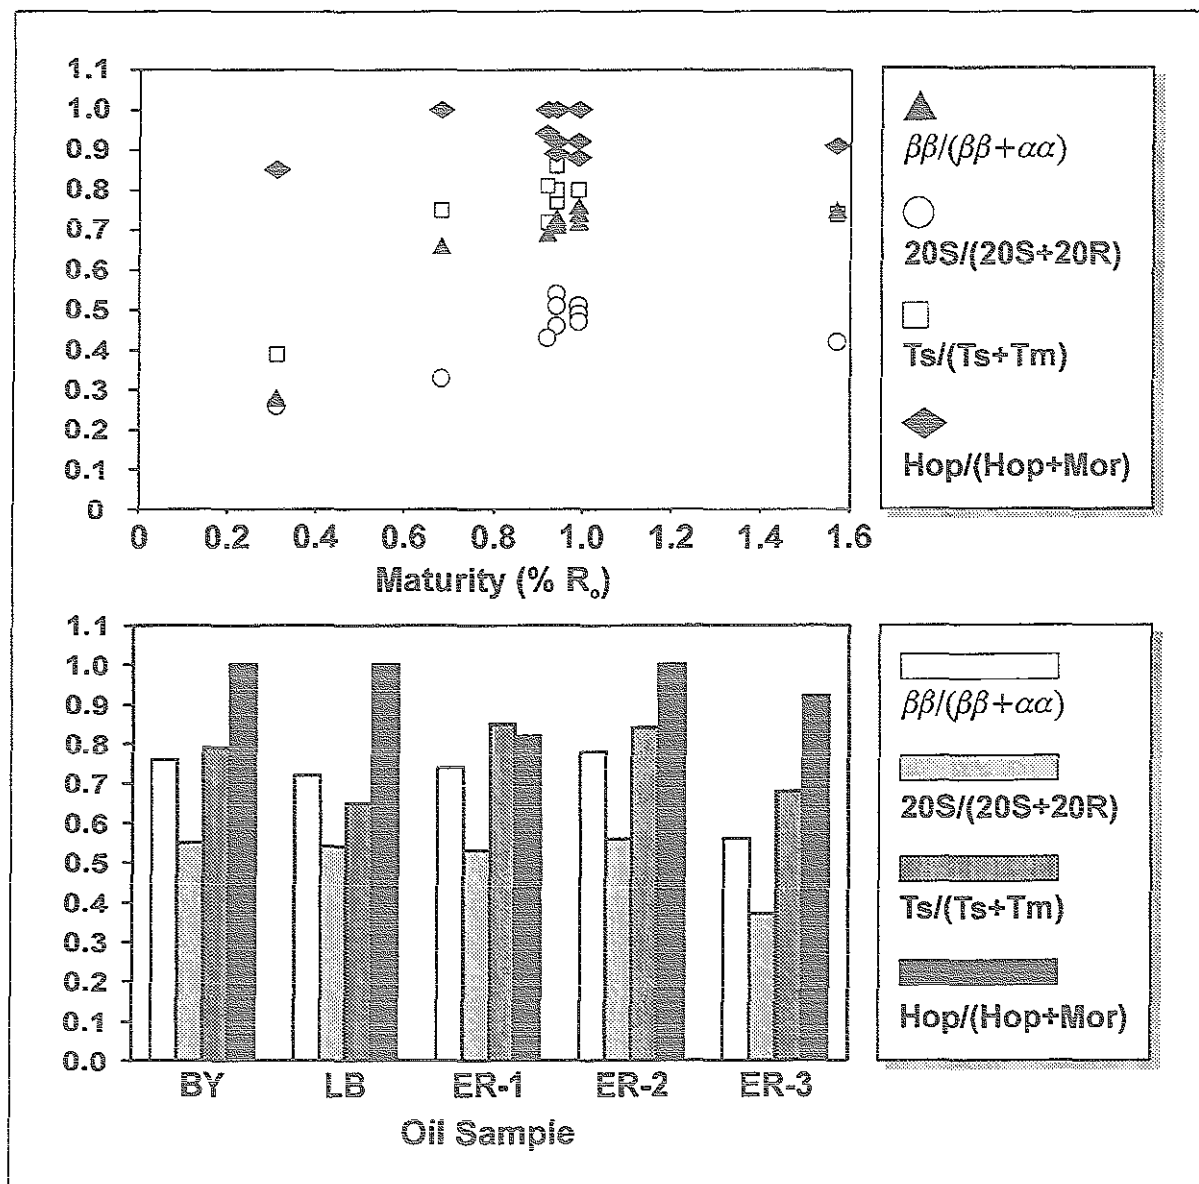 1.1
1.0
0.9
0.8
0.7
0.6
0.5
0.4
0.3
0.2
0.1
0
0 0.2 0.4 0.6 0.8 1.0 1.2 1.4 1.6
Maturity (% Rₒ)
ββ/(ββ+αα)
20S/(20S+20R)
Ts/(Ts+Tm)
Hop/(Hop+Mor)
1.1
1.0
0.9
0.8
0.7
0.6
0.5
0.4
0.3
0.2
0.1
0.0
BY LB ER-1 ER-2 ER-3
Oil Sample
ββ/(ββ+αα)
20S/(20S+20R)
Ts/(Ts+Tm)
Hop/(Hop+Mor)